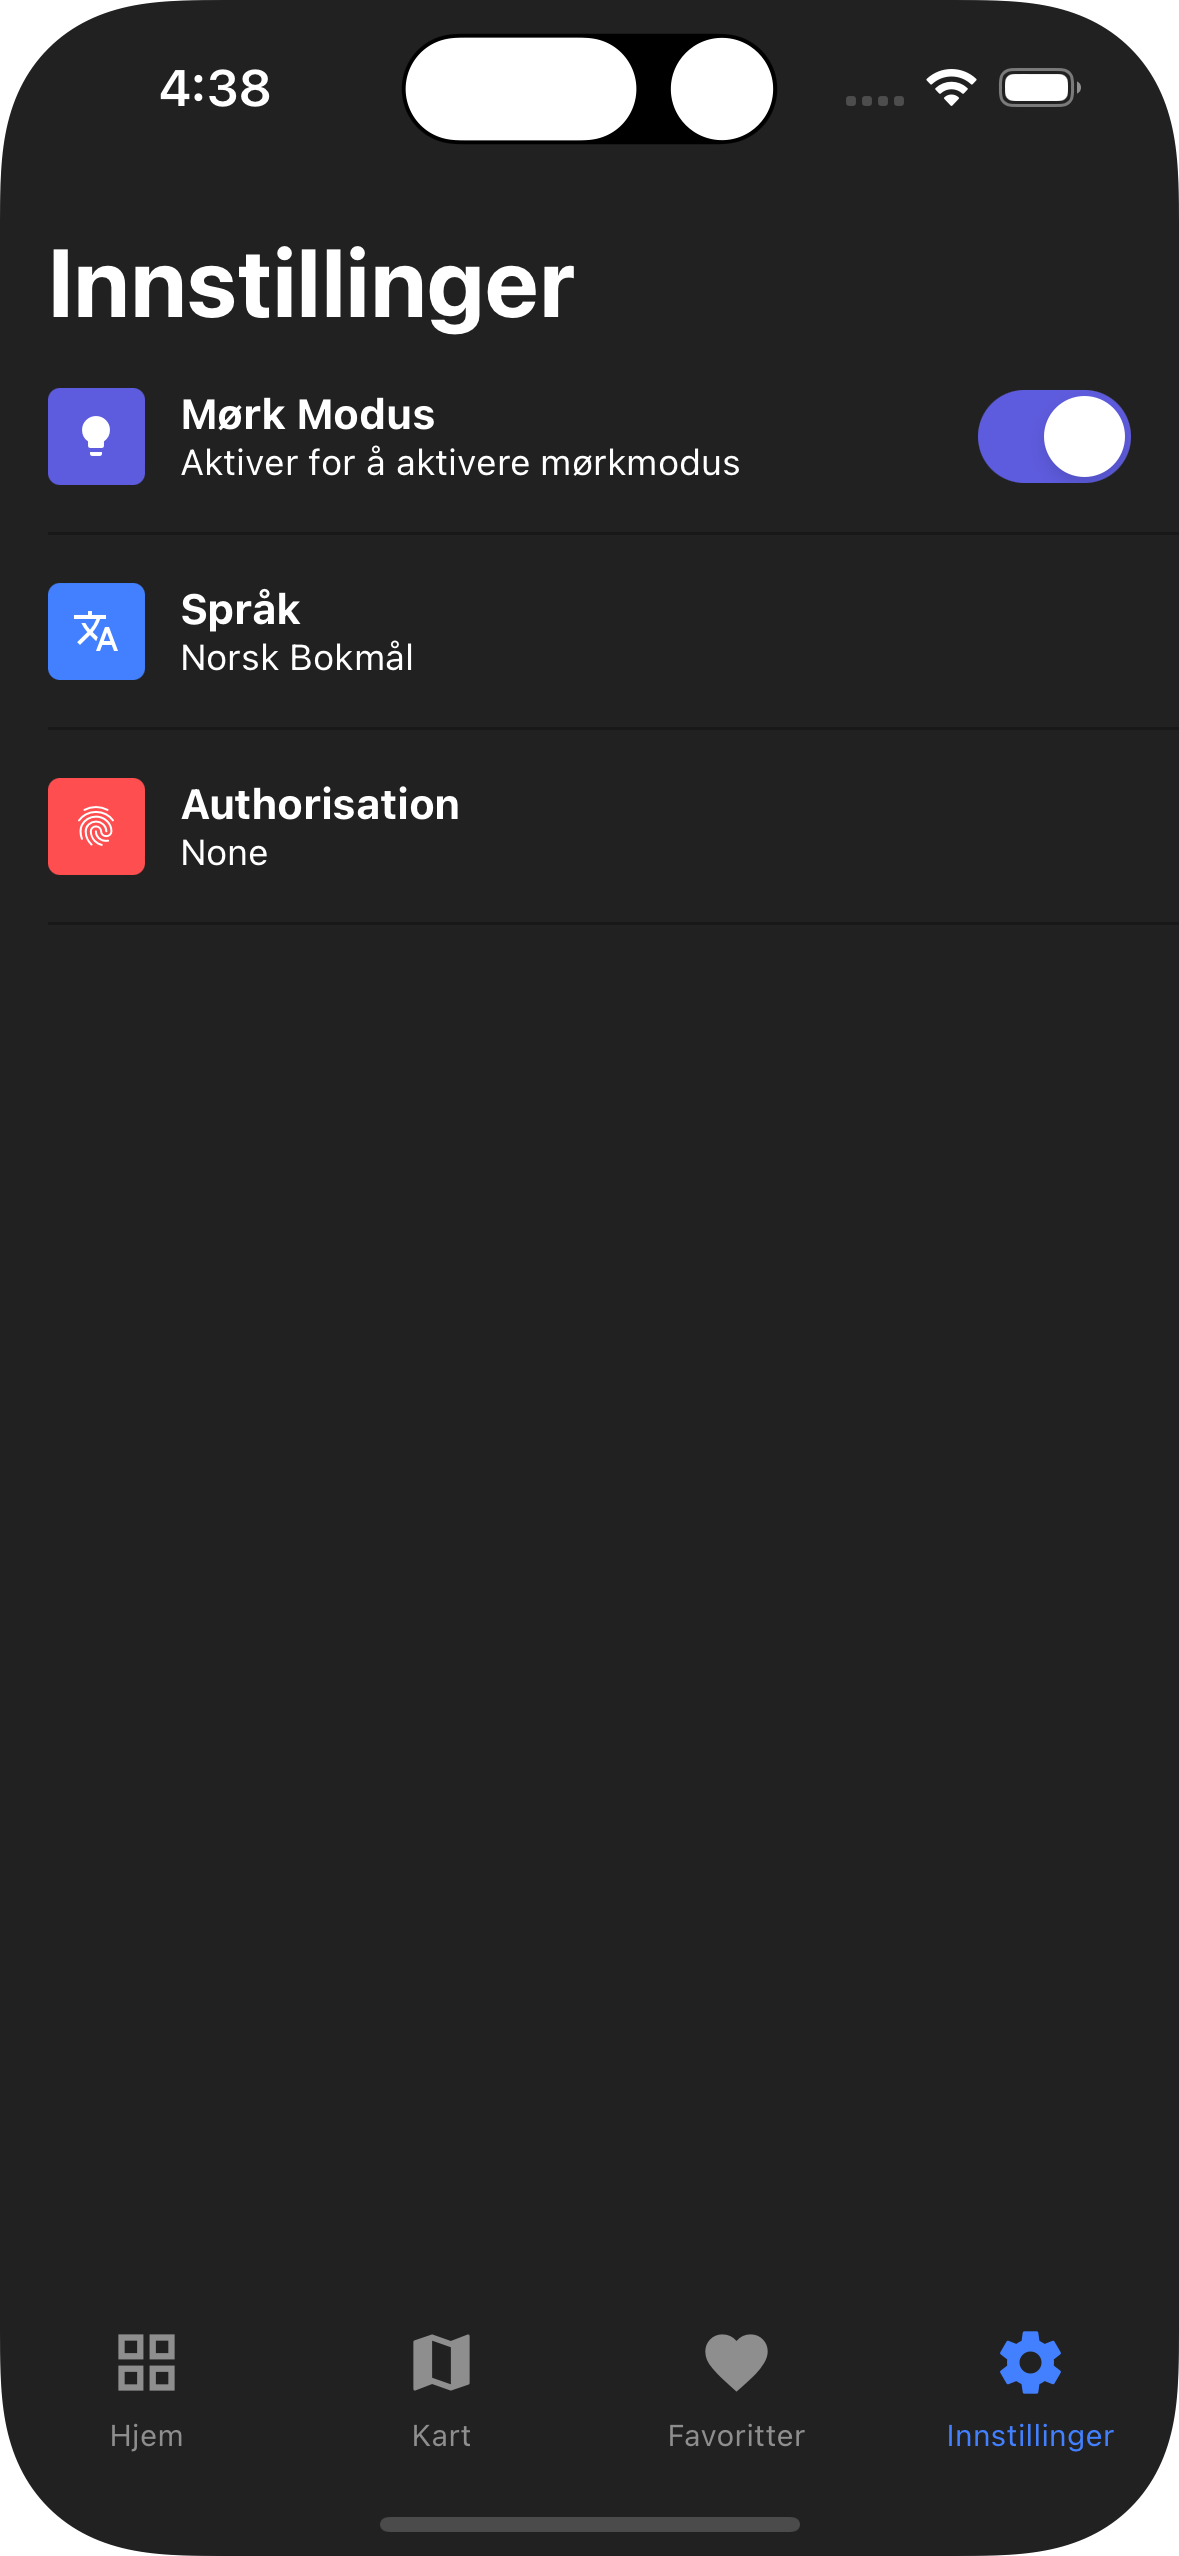 4:38
Innstillinger
Mørk Modus
Aktiver for å aktivere mørkmodus
Språk
Norsk Bokmål
Authorisation
None
Hjem
Kart
Favoritter
Innstillinger